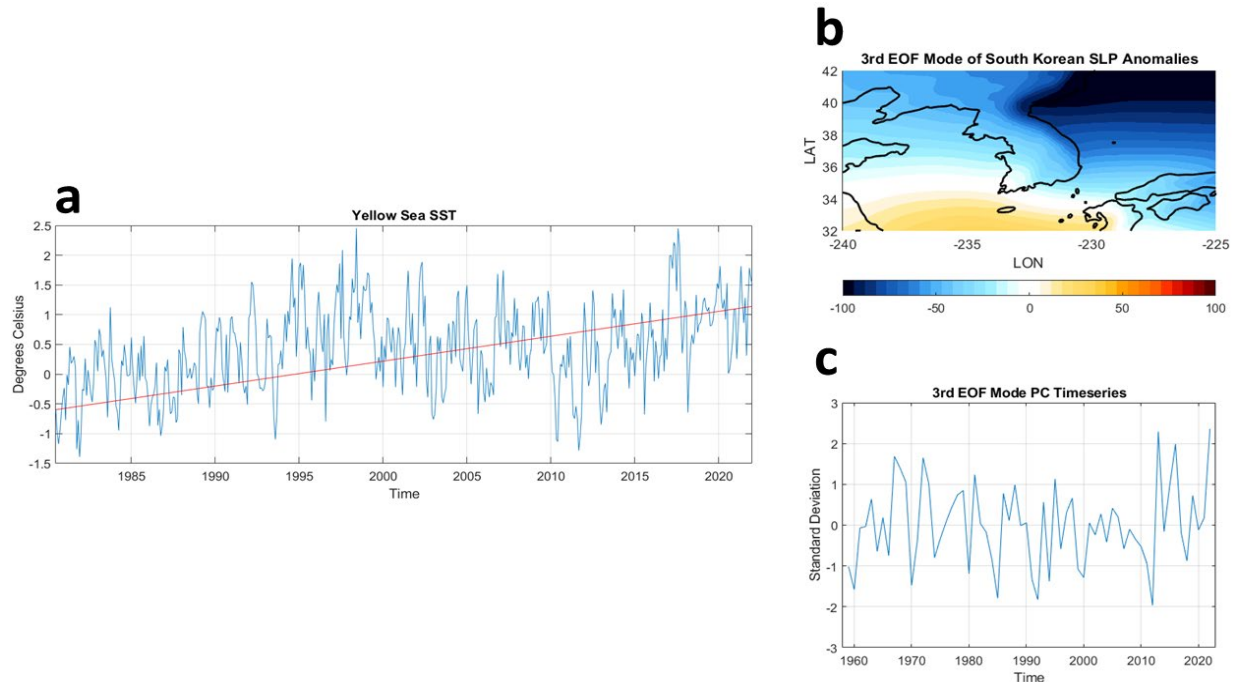 a
Yellow Sea SST
2.5
2
1.5
1
0.5
0
-0.5
-1
-1.5
Degrees Celsius
1985 1990 1995 2000 2005 2010 2015 2020
Time
b
3rd EOF Mode of South Korean SLP Anomalies
42
40
38
36
34
32
LAT
-240 -235 -230 -225
LON
-100 -50 0 50 100
c
3rd EOF Mode PC Timeseries
3
2
1
0
-1
-2
-3
Standard Deviation
1960 1970 1980 1990 2000 2010 2020
Time